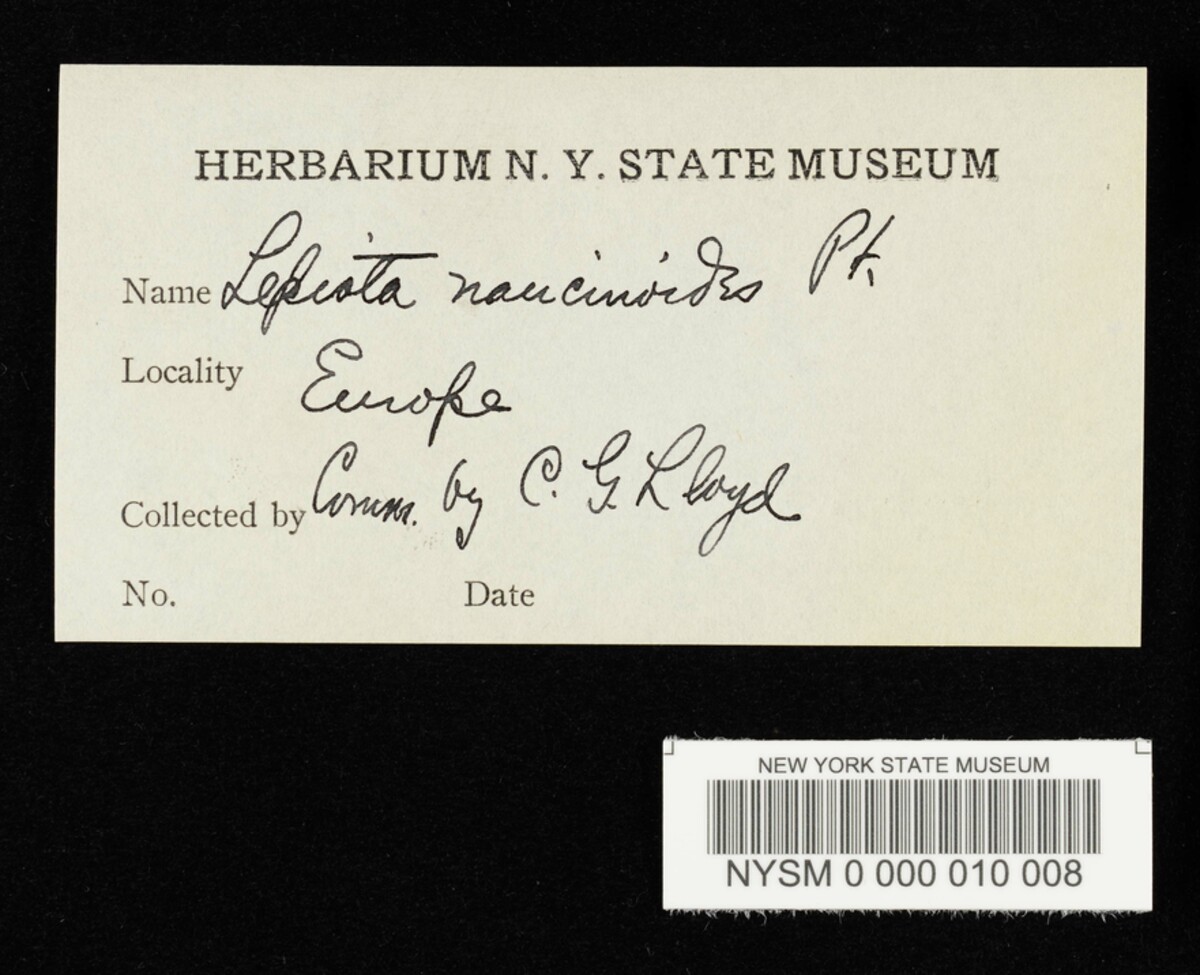 HERBARIUM N. Y. STATE MUSEUM
Name Lepiota naucinoides Pk.
Locality Europe
Collected by Comm. by C. G. Lloyd
No. Date
NEW YORK STATE MUSEUM
NYSM 0 000 010 008